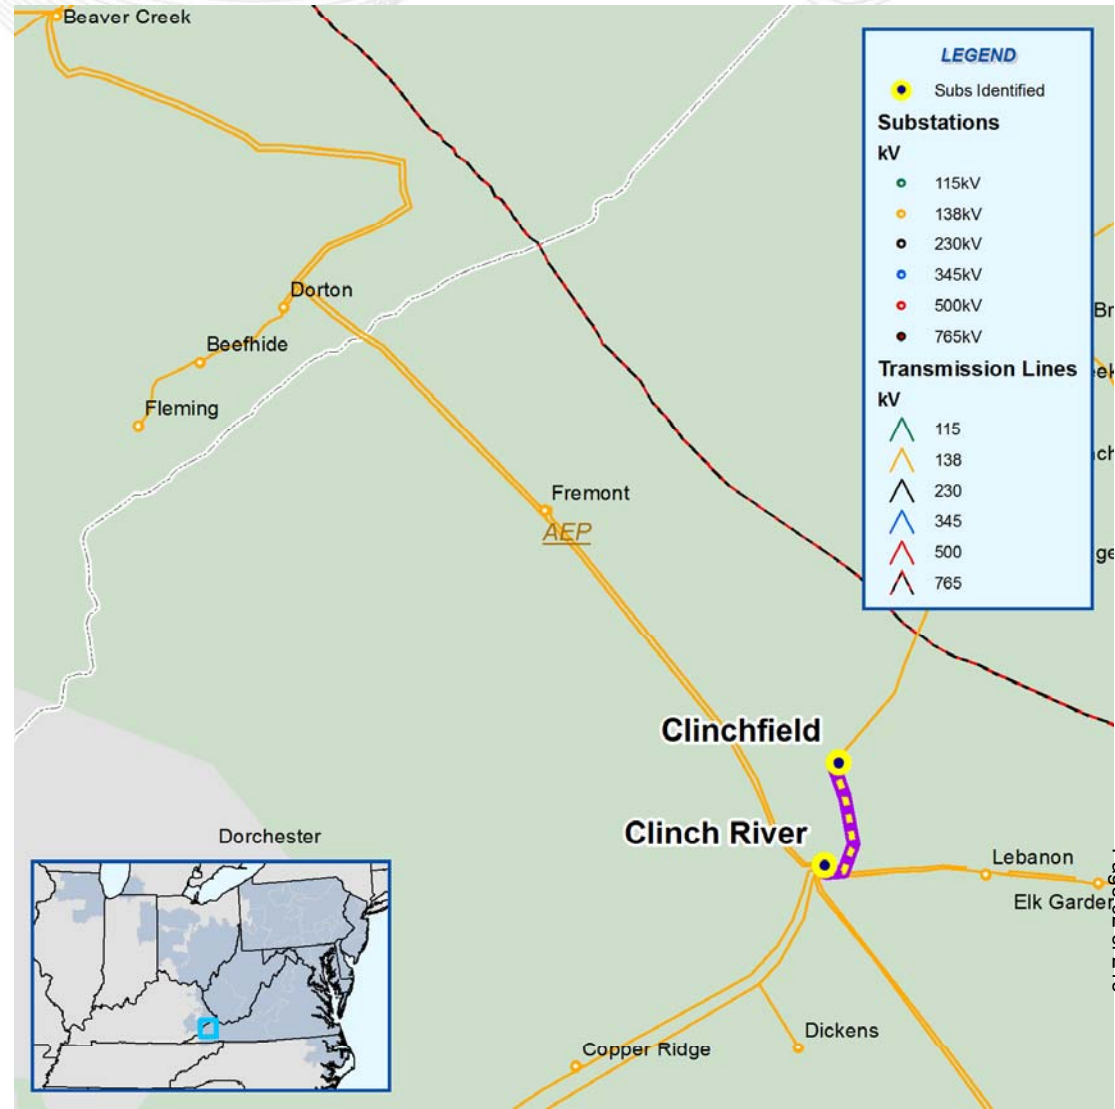 Beaver Creek
LEGEND
Subs Identified
Substations
kV
115kV
138kV
230kV
345kV
500kV
765kV
Transmission Lines
kV
115
138
230
345
500
765
Dorton
Beefhide
Fleming
Fremont
AEP
Clinchfield
Clinch River
Lebanon
Elk Garden
Dorchester
Dickens
Copper Ridge